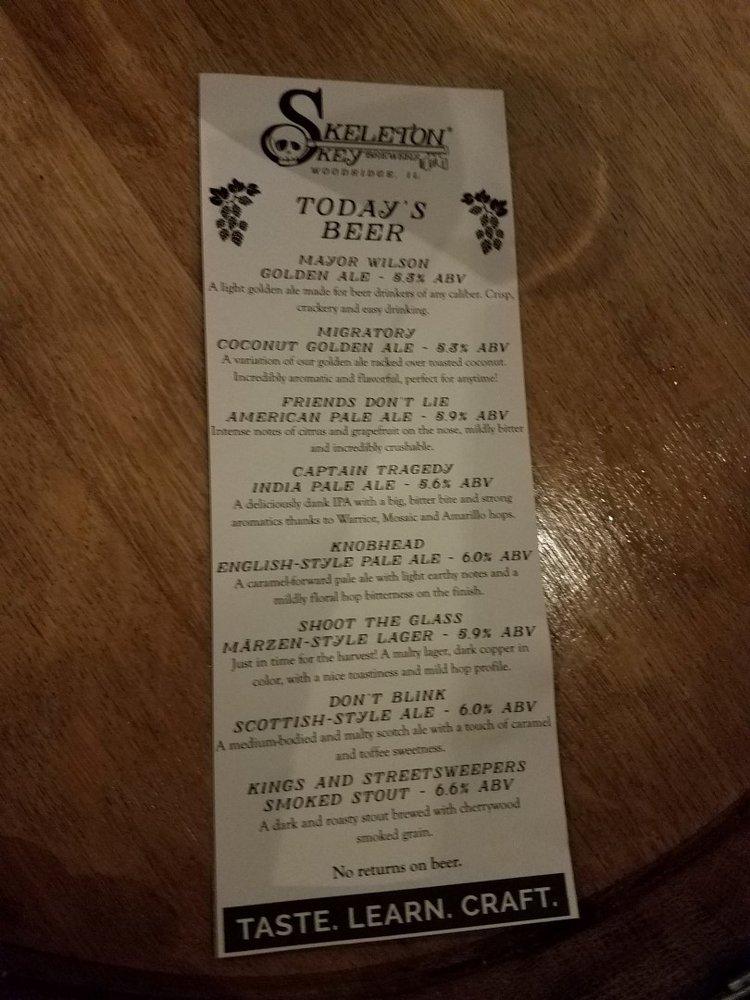 SKELETON
KEY BREWERY
WOODRIDGE, IL
TODAY'S
BEER
MAYOR WILSON
GOLDEN ALE - 5.3% ABV
A light golden ale made for beer drinkers of any caliber. Crisp,
crackery and easy drinking.
MIGRATORY
COCONUT GOLDEN ALE - 5.3% ABV
A variation of our golden ale racked over toasted coconut.
Incredibly aromatic and flavorful, perfect for anytime!
FRIENDS DON'T LIE
AMERICAN PALE ALE - 5.9% ABV
Intense notes of citrus and grapefruit on the nose, mildly bitter
and incredibly crushable.
CAPTAIN TRAGEDY
INDIA PALE ALE - 5.6% ABV
A deliciously dank IPA with a big, bitter bite and strong
aromatics thanks to Warrior, Mosaic and Amarillo hops.
KNOBHEAD
ENGLISH-STYLE PALE ALE - 6.0% ABV
A caramel-forward pale ale with light earthy notes and a
mildly floral hop bitterness on the finish.
SHOOT THE GLASS
MÄRZEN-STYLE LAGER - 5.9% ABV
Just in time for the harvest! A malty lager, dark copper in
color, with a nice toastiness and mild hop profile.
DON'T BLINK
SCOTTISH-STYLE ALE - 6.0% ABV
A medium-bodied and malty scotch ale with a touch of caramel
and toffee sweetness.
KINGS AND STREETSWEEPERS
SMOKED STOUT - 6.6% ABV
A dark and roasty stout brewed with cherrywood
smoked grain.
No returns on beer.
TASTE. LEARN. CRAFT.